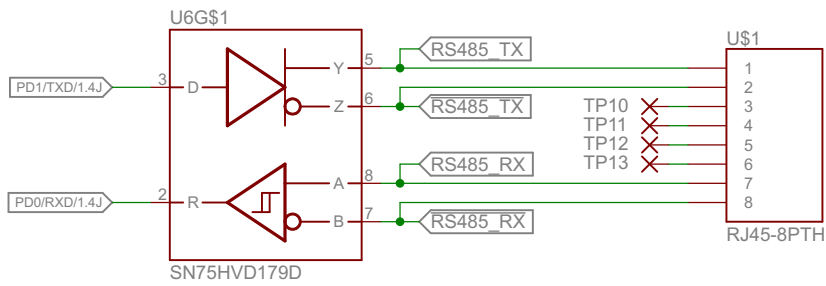 U6G$1
RS485_TX
U$1
5
1
Y
2
3
PD1/TXD/1.4J
D
TP10
3
6
Z
RS485_TX
TP11
4
TP12
5
RS485_RX
TP13
6
8
A
7
2
PD0/RXD/1.4J
R
8
7
B
RS485_RX
RJ45-8PTH
SN75HVD179D